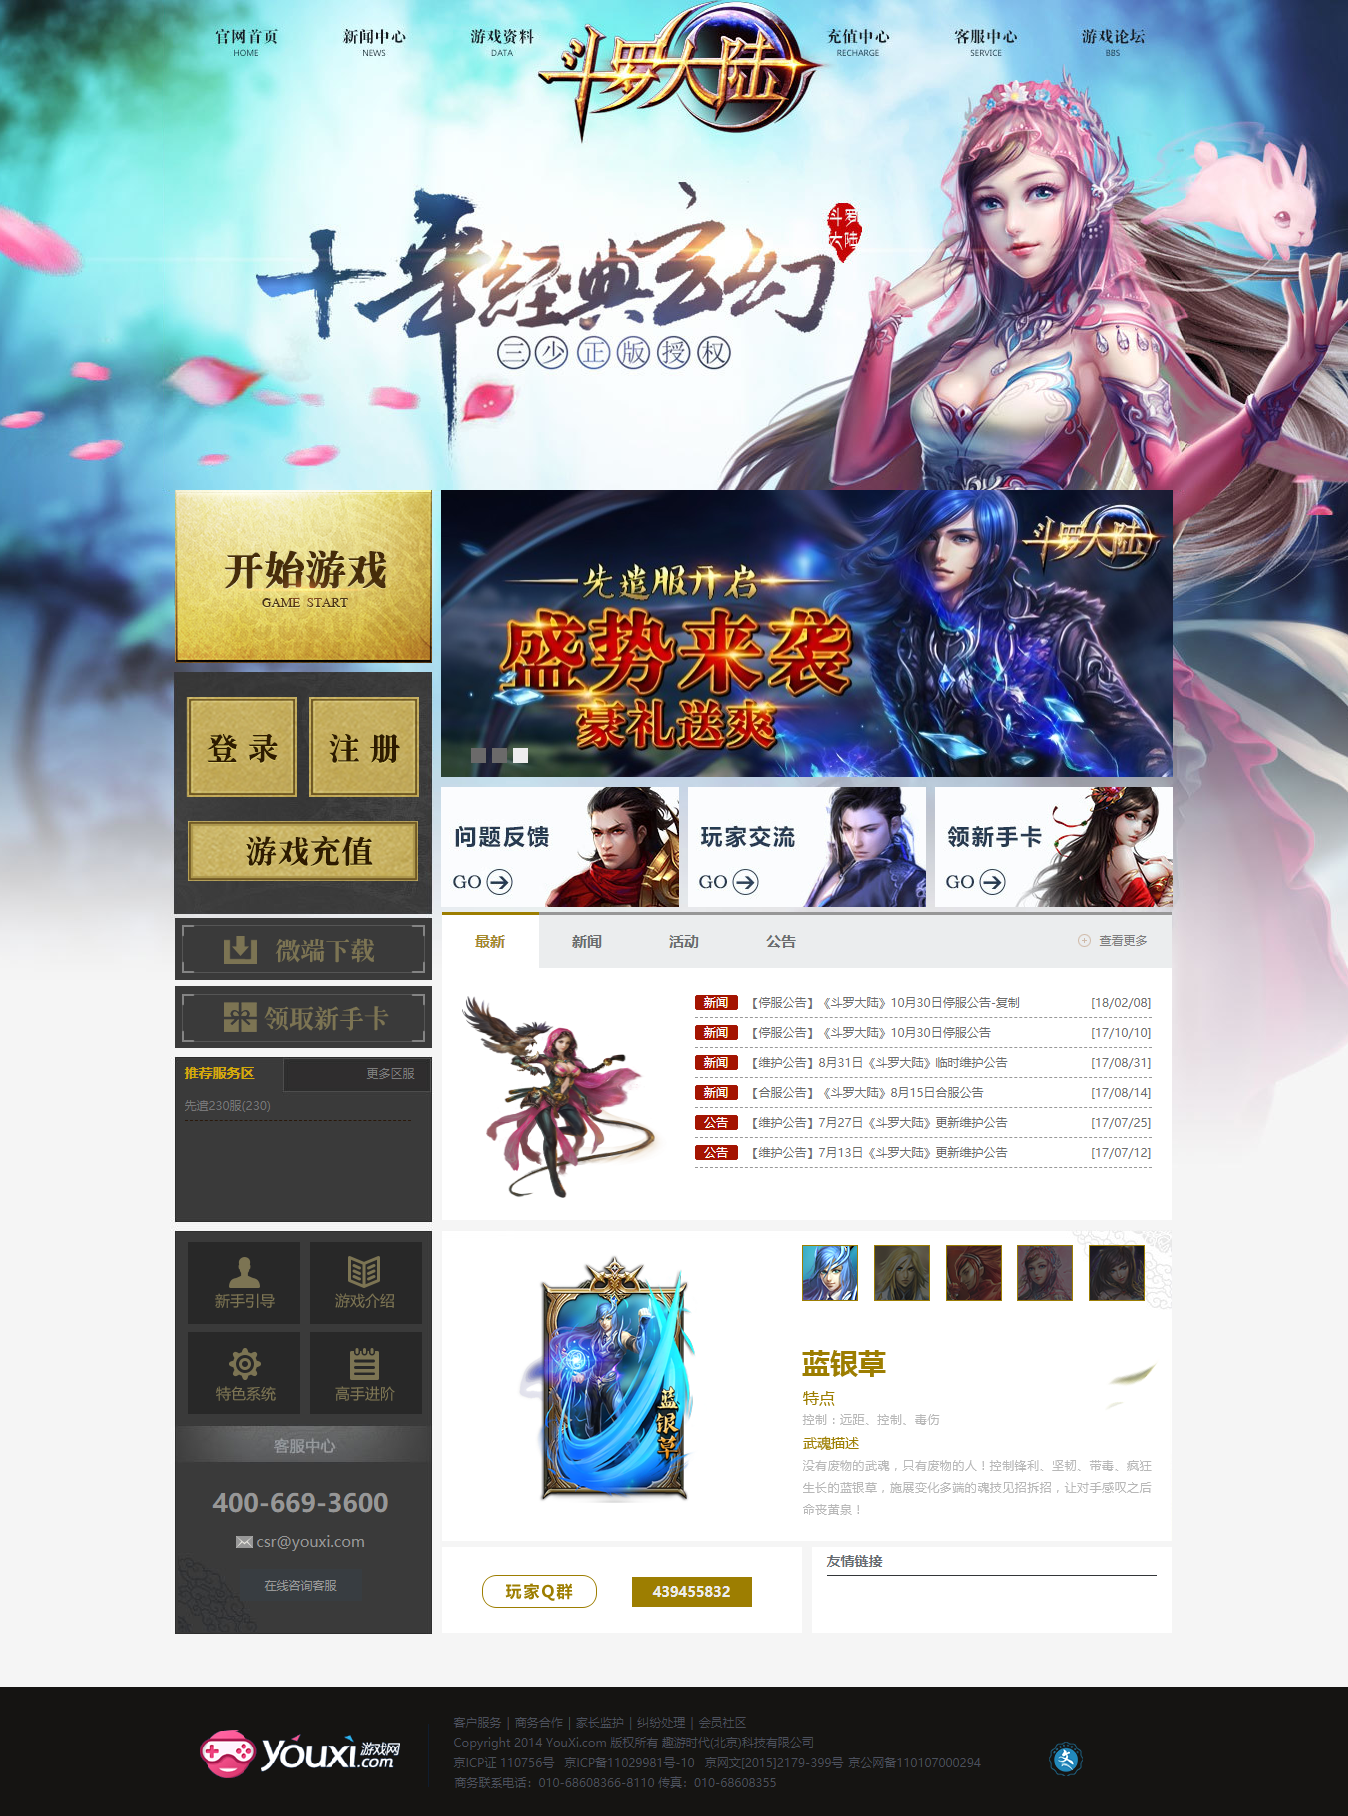 官网首页
HOME
新闻中心
NEWS
游戏资料
DATA
斗罗大陆
充值中心
RECHARGE
客服中心
SERVICE
游戏论坛
BBS
十年经典玄幻
斗罗大陆
三少正版授权
开始游戏
GAME START
斗罗大陆
先遣服开启
盛势来袭
豪礼送爽
登录
注册
游戏充值
问题反馈
GO
玩家交流
GO
领新手卡
GO
微端下载
领取新手卡
最新
新闻
活动
公告
查看更多
新闻 【停服公告】《斗罗大陆》10月30日停服公告-复制 [18/02/08]
新闻 【停服公告】《斗罗大陆》10月30日停服公告 [17/10/10]
新闻 【维护公告】8月31日《斗罗大陆》临时维护公告 [17/08/31]
新闻 【合服公告】《斗罗大陆》8月15日合服公告 [17/08/14]
公告 【维护公告】7月27日《斗罗大陆》更新维护公告 [17/07/25]
公告 【维护公告】7月13日《斗罗大陆》更新维护公告 [17/07/12]
推荐服务区
更多区服
先遣230服(230)
新手引导
游戏介绍
特色系统
高手进阶
客服中心
400-669-3600
csr@youxi.com
在线咨询客服
蓝银草
蓝银草
特点
控制：远距、控制、毒伤
武魂描述
没有废物的武魂，只有废物的人！控制锋利、坚韧、带毒、疯狂
生长的蓝银草，施展变化多端的魂技见招拆招，让对手感叹之后
命丧黄泉！
玩家Q群
439455832
友情链接
youxi游戏网.com
客户服务 | 商务合作 | 家长监护 | 纠纷处理 | 会员社区
Copyright 2014 YouXi.com 版权所有 趣游时代(北京)科技有限公司
京ICP证 110756号 京ICP备11029981号-10 京网文[2015]2179-399号 京公网备110107000294
商务联系电话：010-68608366-8110 传真：010-68608355
文